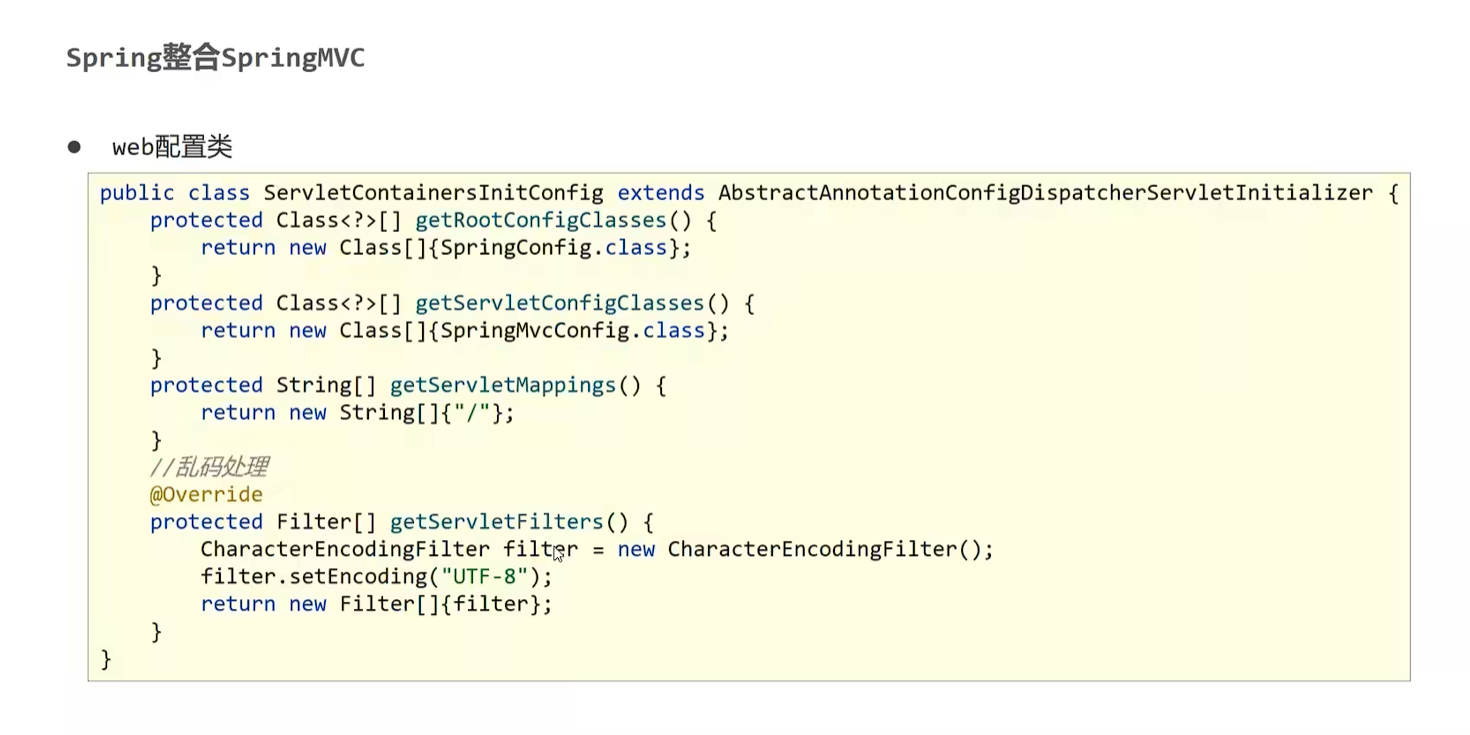 Spring整合SpringMVC
● web配置类
public class ServletContainersInitConfig extends AbstractAnnotationConfigDispatcherServletInitializer {
    protected Class<?>[] getRootConfigClasses() {
        return new Class[]{SpringConfig.class};
    }
    protected Class<?>[] getServletConfigClasses() {
        return new Class[]{SpringMvcConfig.class};
    }
    protected String[] getServletMappings() {
        return new String[]{"/"};
    }
    //乱码处理
    @Override
    protected Filter[] getServletFilters() {
        CharacterEncodingFilter filter = new CharacterEncodingFilter();
        filter.setEncoding("UTF-8");
        return new Filter[]{filter};
    }
}